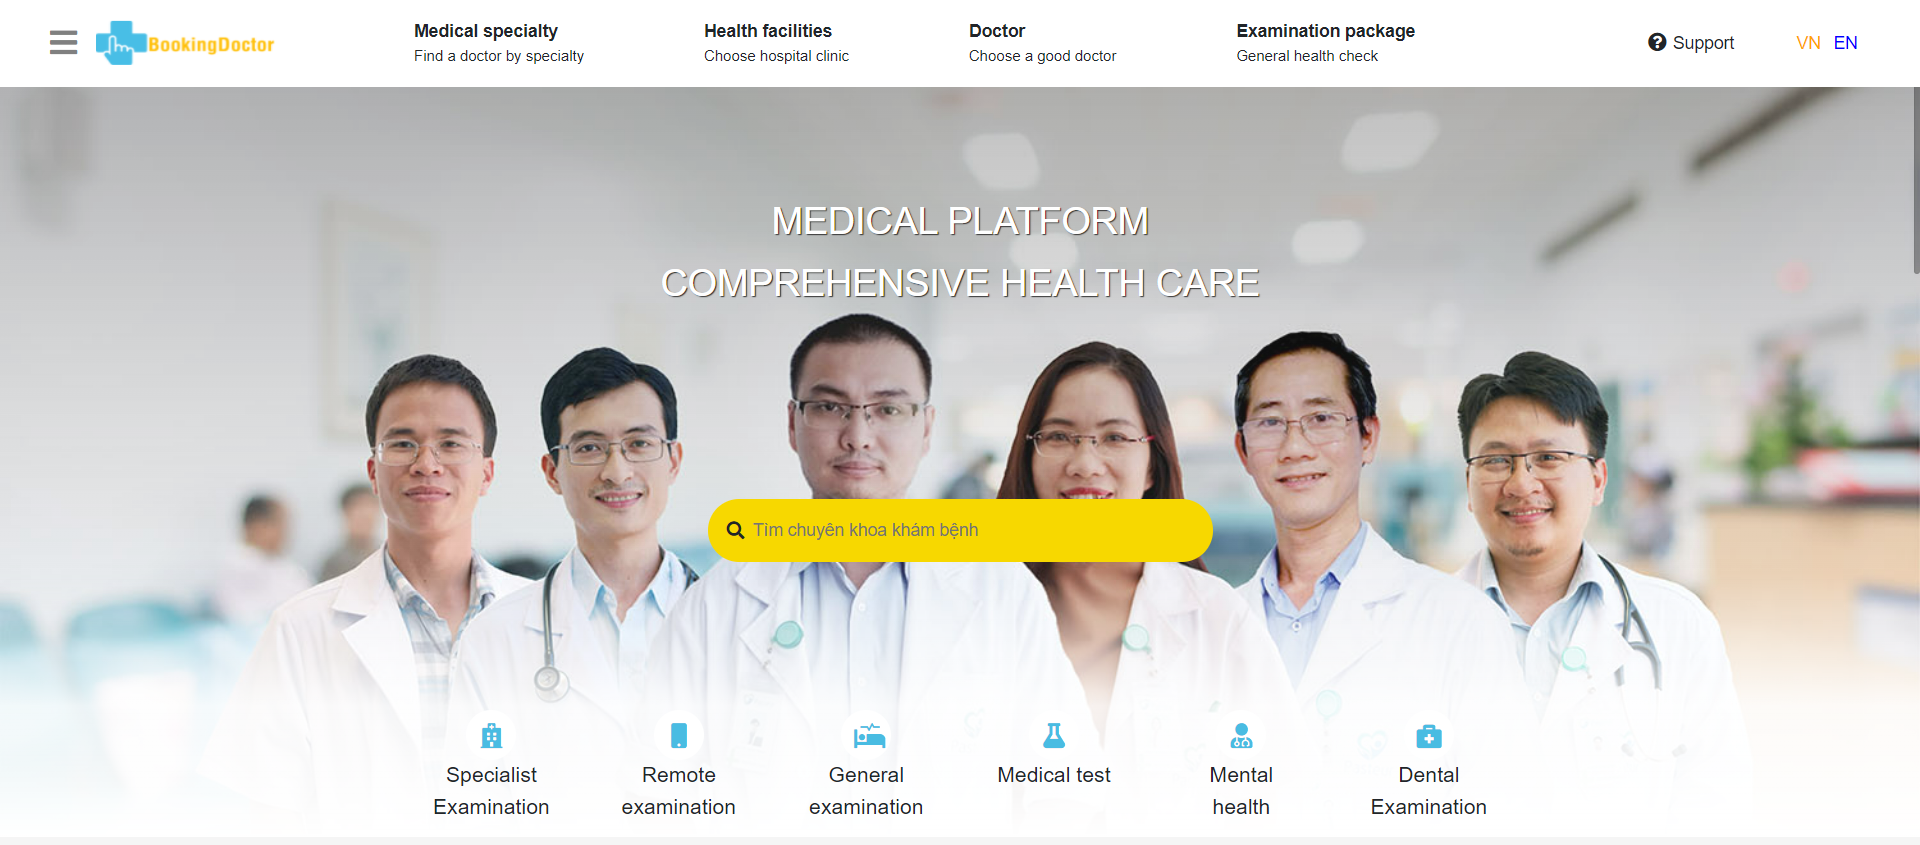 BookingDoctor
Medical specialty
Find a doctor by specialty
Health facilities
Choose hospital clinic
Doctor
Choose a good doctor
Examination package
General health check
Support
VN EN
MEDICAL PLATFORM
COMPREHENSIVE HEALTH CARE
Tìm chuyên khoa khám bệnh
Specialist
Examination
Remote
examination
General
examination
Medical test
Mental
health
Dental
Examination